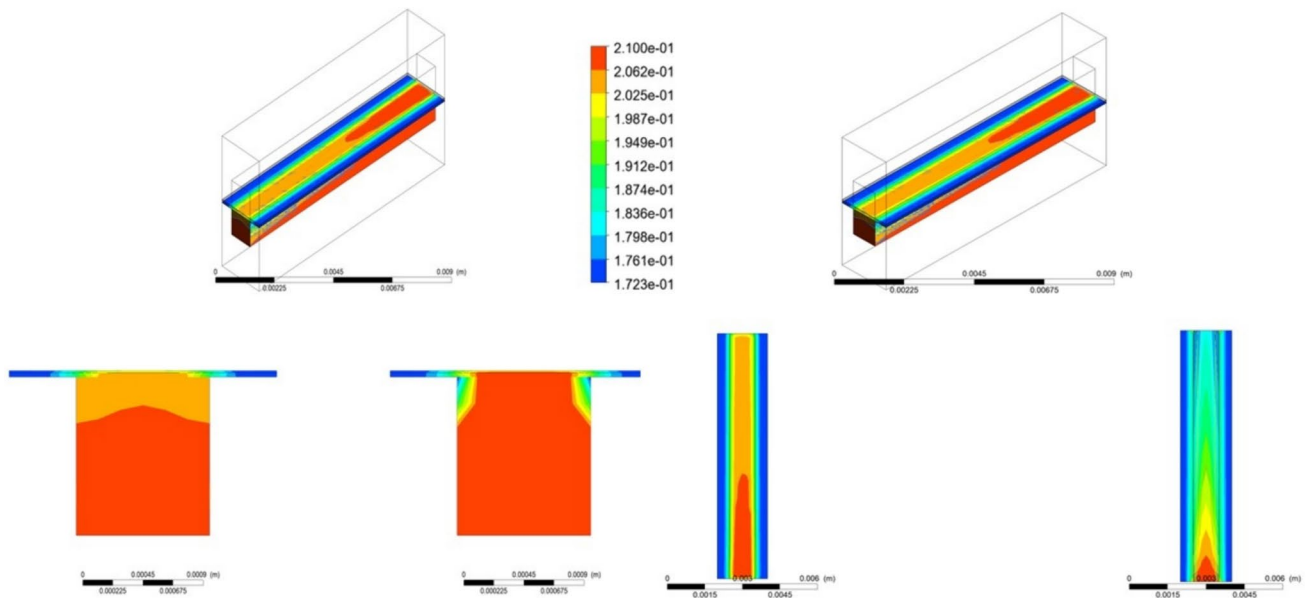 2.100e-01
2.062e-01
2.025e-01
1.987e-01
1.949e-01
1.912e-01
1.874e-01
1.836e-01
1.798e-01
1.761e-01
1.723e-01
0 0.0045 0.009 (m)
0.00225 0.00675
0 0.0045 0.009 (m)
0.00225 0.00675
0 0.00045 0.0009 (m)
0.000225 0.000675
0 0.00045 0.0009 (m)
0.000225 0.000675
0 0.003 0.006 (m)
0.0015 0.0045
0 0.003 0.006 (m)
0.0015 0.0045